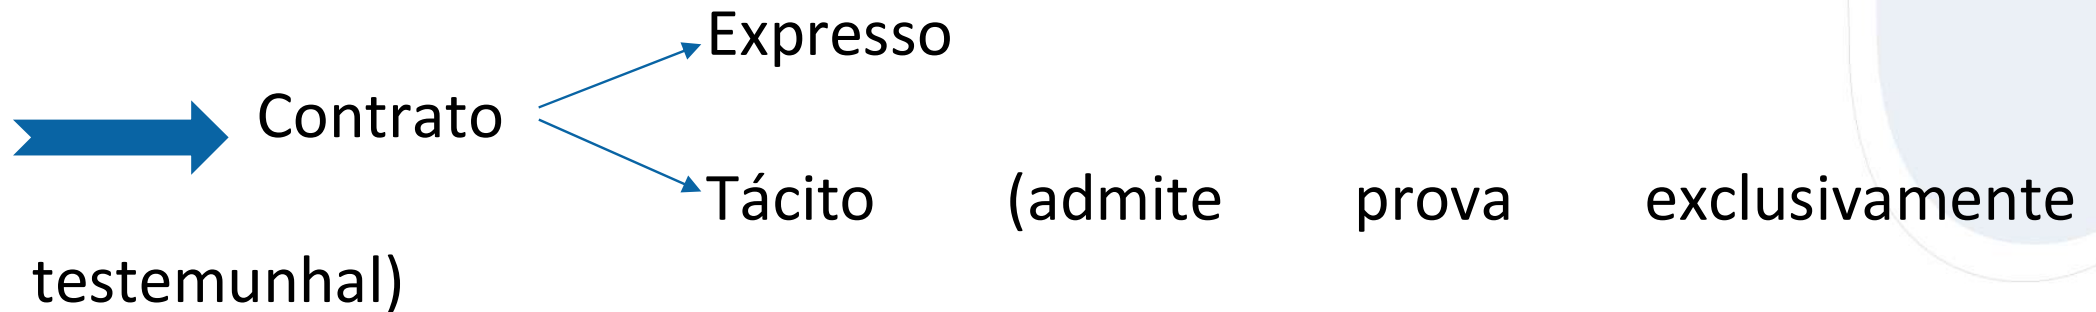 Expresso
Contrato
Tácito (admite prova exclusivamente
testemunhal)